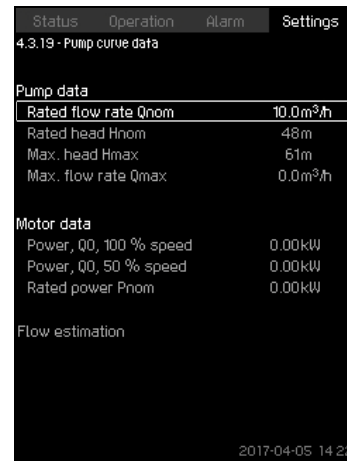 Status Operation Alarm Settings
4.3.19 - Pump curve data
Pump data
Rated flow rate Qnom 10.0m³/h
Rated head Hnom 48m
Max. head Hmax 61m
Max. flow rate Qmax 0.0m³/h
Motor data
Power, Q0, 100 % speed 0.00kW
Power, Q0, 50 % speed 0.00kW
Rated power Pnom 0.00kW
Flow estimation
2017-04-05 14:22